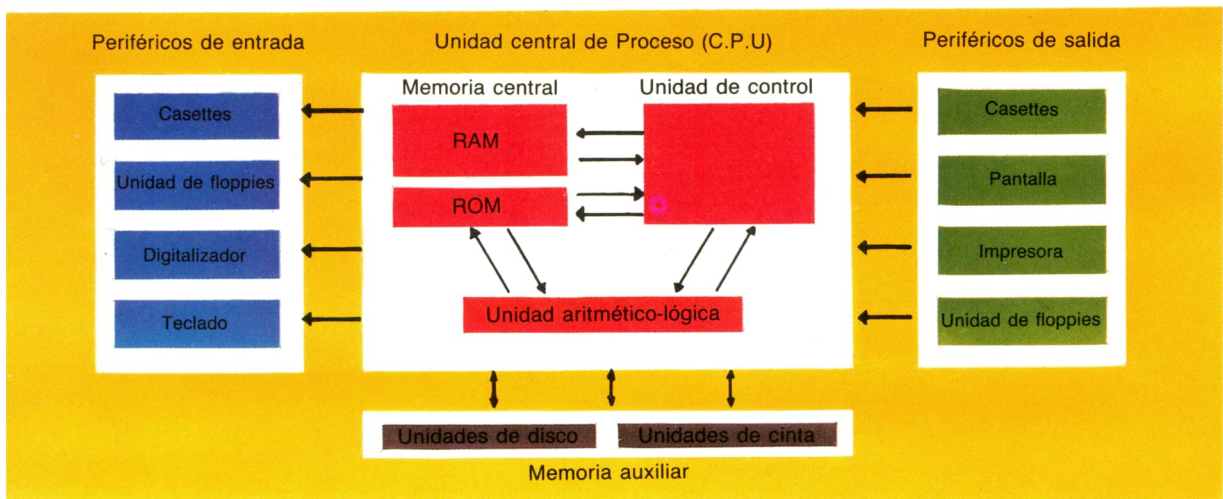 Periféricos de entrada
Casettes
Unidad de floppies
Digitalizador
Teclado
Unidad central de Proceso (C.P.U)
Memoria central
RAM
ROM
Unidad de control
Unidad aritmético-lógica
Periféricos de salida
Casettes
Pantalla
Impresora
Unidad de floppies
Unidades de disco
Unidades de cinta
Memoria auxiliar